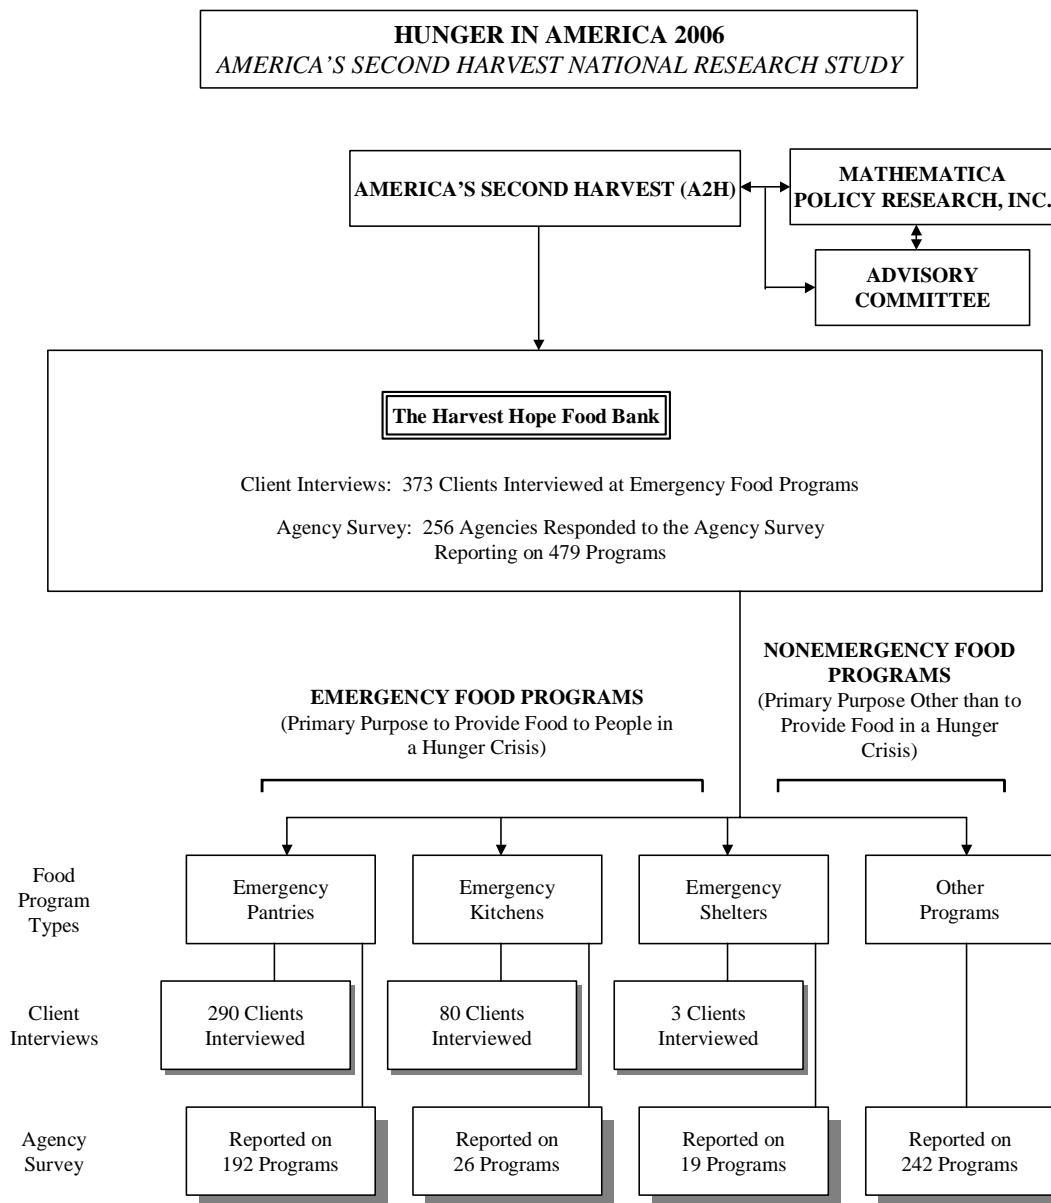 HUNGER IN AMERICA 2006
AMERICA’S SECOND HARVEST NATIONAL RESEARCH STUDY
AMERICA’S SECOND HARVEST (A2H)
MATHEMATICA
POLICY RESEARCH, INC.
ADVISORY
COMMITTEE
The Harvest Hope Food Bank
Client Interviews: 373 Clients Interviewed at Emergency Food Programs
Agency Survey: 256 Agencies Responded to the Agency Survey
Reporting on 479 Programs
EMERGENCY FOOD PROGRAMS
(Primary Purpose to Provide Food to People in
a Hunger Crisis)
NONEMERGENCY FOOD
PROGRAMS
(Primary Purpose Other than to
Provide Food in a Hunger
Crisis)
Food
Program
Types
Emergency
Pantries
Emergency
Kitchens
Emergency
Shelters
Other
Programs
Client
Interviews
290 Clients
Interviewed
80 Clients
Interviewed
3 Clients
Interviewed
Agency
Survey
Reported on
192 Programs
Reported on
26 Programs
Reported on
19 Programs
Reported on
242 Programs